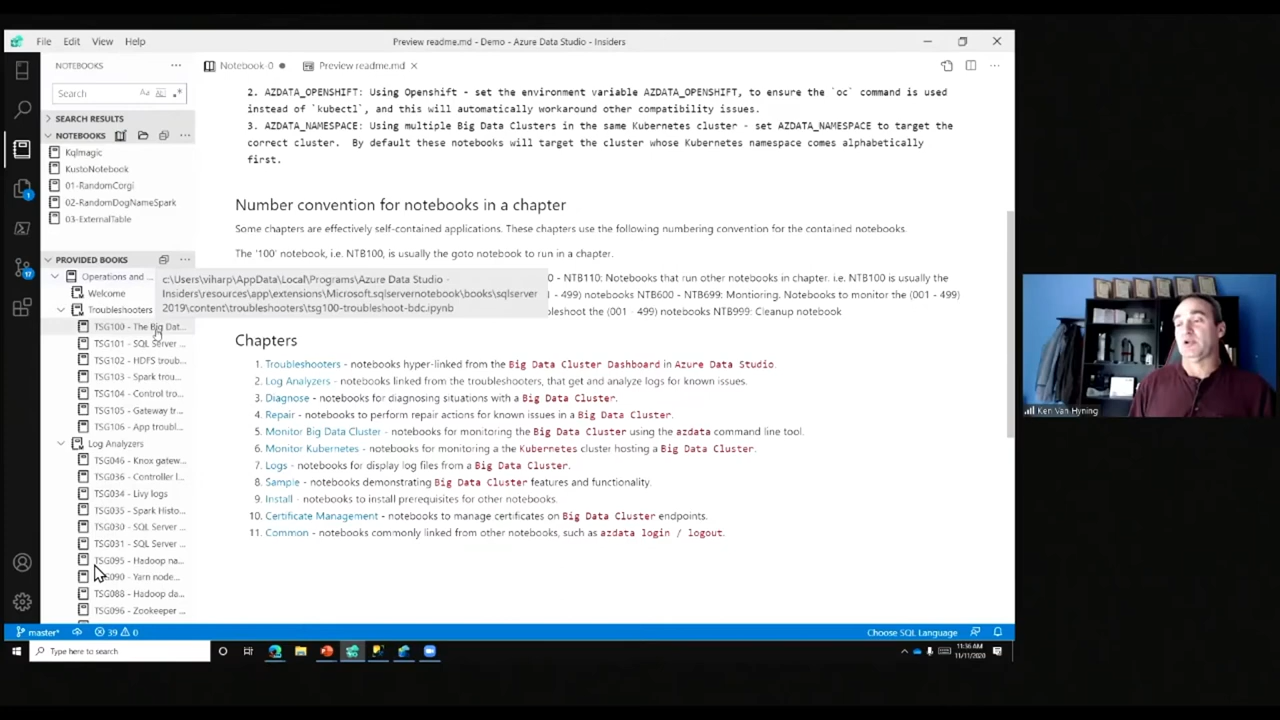 File Edit View Help
Preview readme.md - Demo - Azure Data Studio - Insiders
NOTEBOOKS
Notebook-0
Preview readme.md
Search
SEARCH RESULTS
NOTEBOOKS
Kqlmagic
KustoNotebook
01-RandomCorgi
02-RandomDogNameSpark
03-ExternalTable
PROVIDED BOOKS
Operations and ...
Welcome
Troubleshooters
TSG100 - The Big Dat...
TSG101 - SQL Server ...
TSG102 - HDFS troub...
TSG103 - Spark trou...
TSG104 - Control tro...
TSG105 - Gateway tr...
TSG106 - App troubl...
Log Analyzers
TSG046 - Knox gatew...
TSG036 - Controller l...
TSG034 - Livy logs
TSG035 - Spark Histo...
TSG030 - SQL Server ...
TSG031 - SQL Server ...
TSG095 - Hadoop na...
TSG090 - Yarn node...
TSG088 - Hadoop da...
TSG096 - Zookeeper ...
2. AZDATA_OPENSHIFT: Using Openshift - set the environment variable AZDATA_OPENSHIFT, to ensure the `oc` command is used
instead of `kubectl`, and this will automatically workaround other compatibility issues.
3. AZDATA_NAMESPACE: Using multiple Big Data Clusters in the same Kubernetes cluster - set AZDATA_NAMESPACE to target the
correct cluster. By default these notebooks will target the cluster whose Kubernetes namespace comes alphabetically
first.
Number convention for notebooks in a chapter
Some chapters are effectively self-contained applications. These chapters use the following numbering convention for the contained notebooks.
The '100' notebook, i.e. NTB100, is usually the goto notebook to run in a chapter.
c:\Users\viharp\AppData\Local\Programs\Azure Data Studio -
Insiders\resources\app\extensions\Microsoft.sqlservernotebook\books\sqlserver
2019\content\troubleshooters\tsg100-troubleshoot-bdc.ipynb
0 - NTB110: Notebooks that run other notebooks in chapter. i.e. NTB100 is usually the
(001 - 499) notebooks NTB600 - NTB699: Montioring. Notebooks to monitor the (001 - 499)
bleshoot the (001 - 499) notebook NTB999: Cleanup notebook
Chapters
1. Troubleshooters - notebooks hyper-linked from the Big Data Cluster Dashboard in Azure Data Studio.
2. Log Analyzers - notebooks linked from the troubleshooters, that get and analyze logs for known issues.
3. Diagnose - notebooks for diagnosing situations with a Big Data Cluster.
4. Repair - notebooks to perform repair actions for known issues in a Big Data Cluster.
5. Monitor Big Data Cluster - notebooks for monitoring the Big Data Cluster using the azdata command line tool.
6. Monitor Kubernetes - notebooks for monitoring a the Kubernetes cluster hosting a Big Data Cluster.
7. Logs - notebooks for display log files from a Big Data Cluster.
8. Sample - notebooks demonstrating Big Data Cluster features and functionality.
9. Install - notebooks to install prerequisites for other notebooks.
10. Certificate Management - notebooks to manage certificates on Big Data Cluster endpoints.
11. Common - notebooks commonly linked from other notebooks, such as azdata login / logout.
Ken Van Hyning
master*
39 0
Choose SQL Language
Type here to search
11:36 AM
11/11/2020